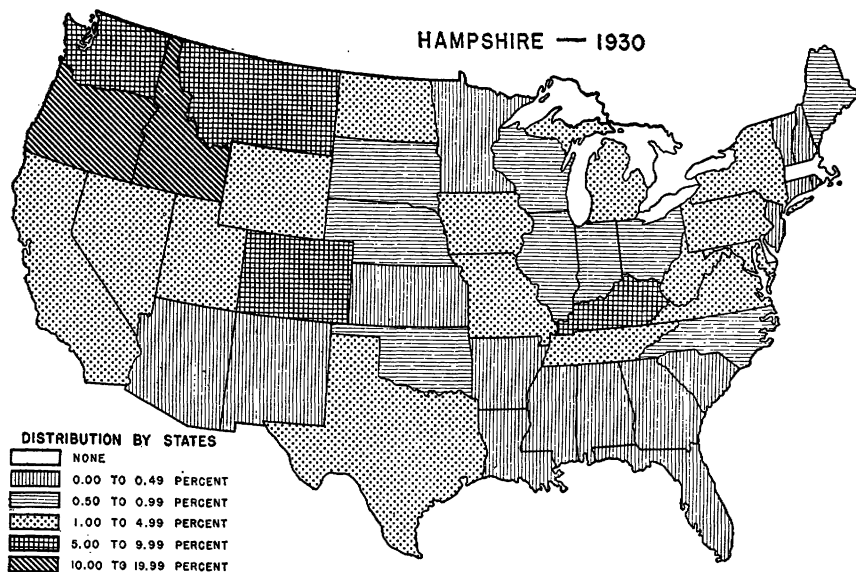 HAMPSHIRE — 1930
DISTRIBUTION BY STATES
NONE
0.00 TO 0.49 PERCENT
0.50 TO 0.99 PERCENT
1.00 TO 4.99 PERCENT
5.00 TO 9.99 PERCENT
10.00 TO 19.99 PERCENT